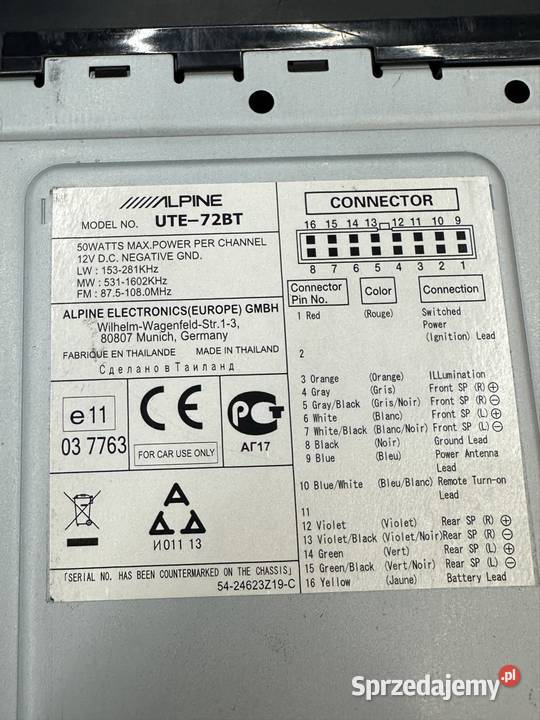 ALPINE
MODEL NO. UTE-72BT
50WATTS MAX.POWER PER CHANNEL
12V D.C. NEGATIVE GND.
LW : 153-281KHz
MW : 531-1602KHz
FM : 87.5-108.0MHz
ALPINE ELECTRONICS(EUROPE) GMBH
Wilhelm-Wagenfeld-Str.1-3,
80807 Munich, Germany
FABRIQUE EN THAILANDE MADE IN THAILAND
Сделано в Таиланд
e11
03 7763
CE
FOR CAR USE ONLY
РСТ
АГ17
И011 13
「SERIAL NO. HAS BEEN COUNTERMARKED ON THE CHASSIS」
54-24623Z19-C
CONNECTOR
16 15 14 13 12 11 10 9
8 7 6 5 4 3 2 1
Connector Pin No. Color Connection
1 Red (Rouge) Switched Power (Ignition) Lead
2
3 Orange (Orange) ILLumination
4 Gray (Gris) Front SP (R) ⊕
5 Gray/Black (Gris/Noir) Front SP (R) ⊖
6 White (Blanc) Front SP (L) ⊕
7 White/Black (Blanc/Noir) Front SP (L) ⊖
8 Black (Noir) Ground Lead
9 Blue (Bleu) Power Antenna Lead
10 Blue/White (Bleu/Blanc) Remote Turn-on Lead
11
12 Violet (Violet) Rear SP (R) ⊕
13 Violet/Black (Violet/Noir) Rear SP (R) ⊖
14 Green (Vert) Rear SP (L) ⊕
15 Green/Black (Vert/Noir) Rear SP (L) ⊖
16 Yellow (Jaune) Battery Lead
Sprzedajemy.pl